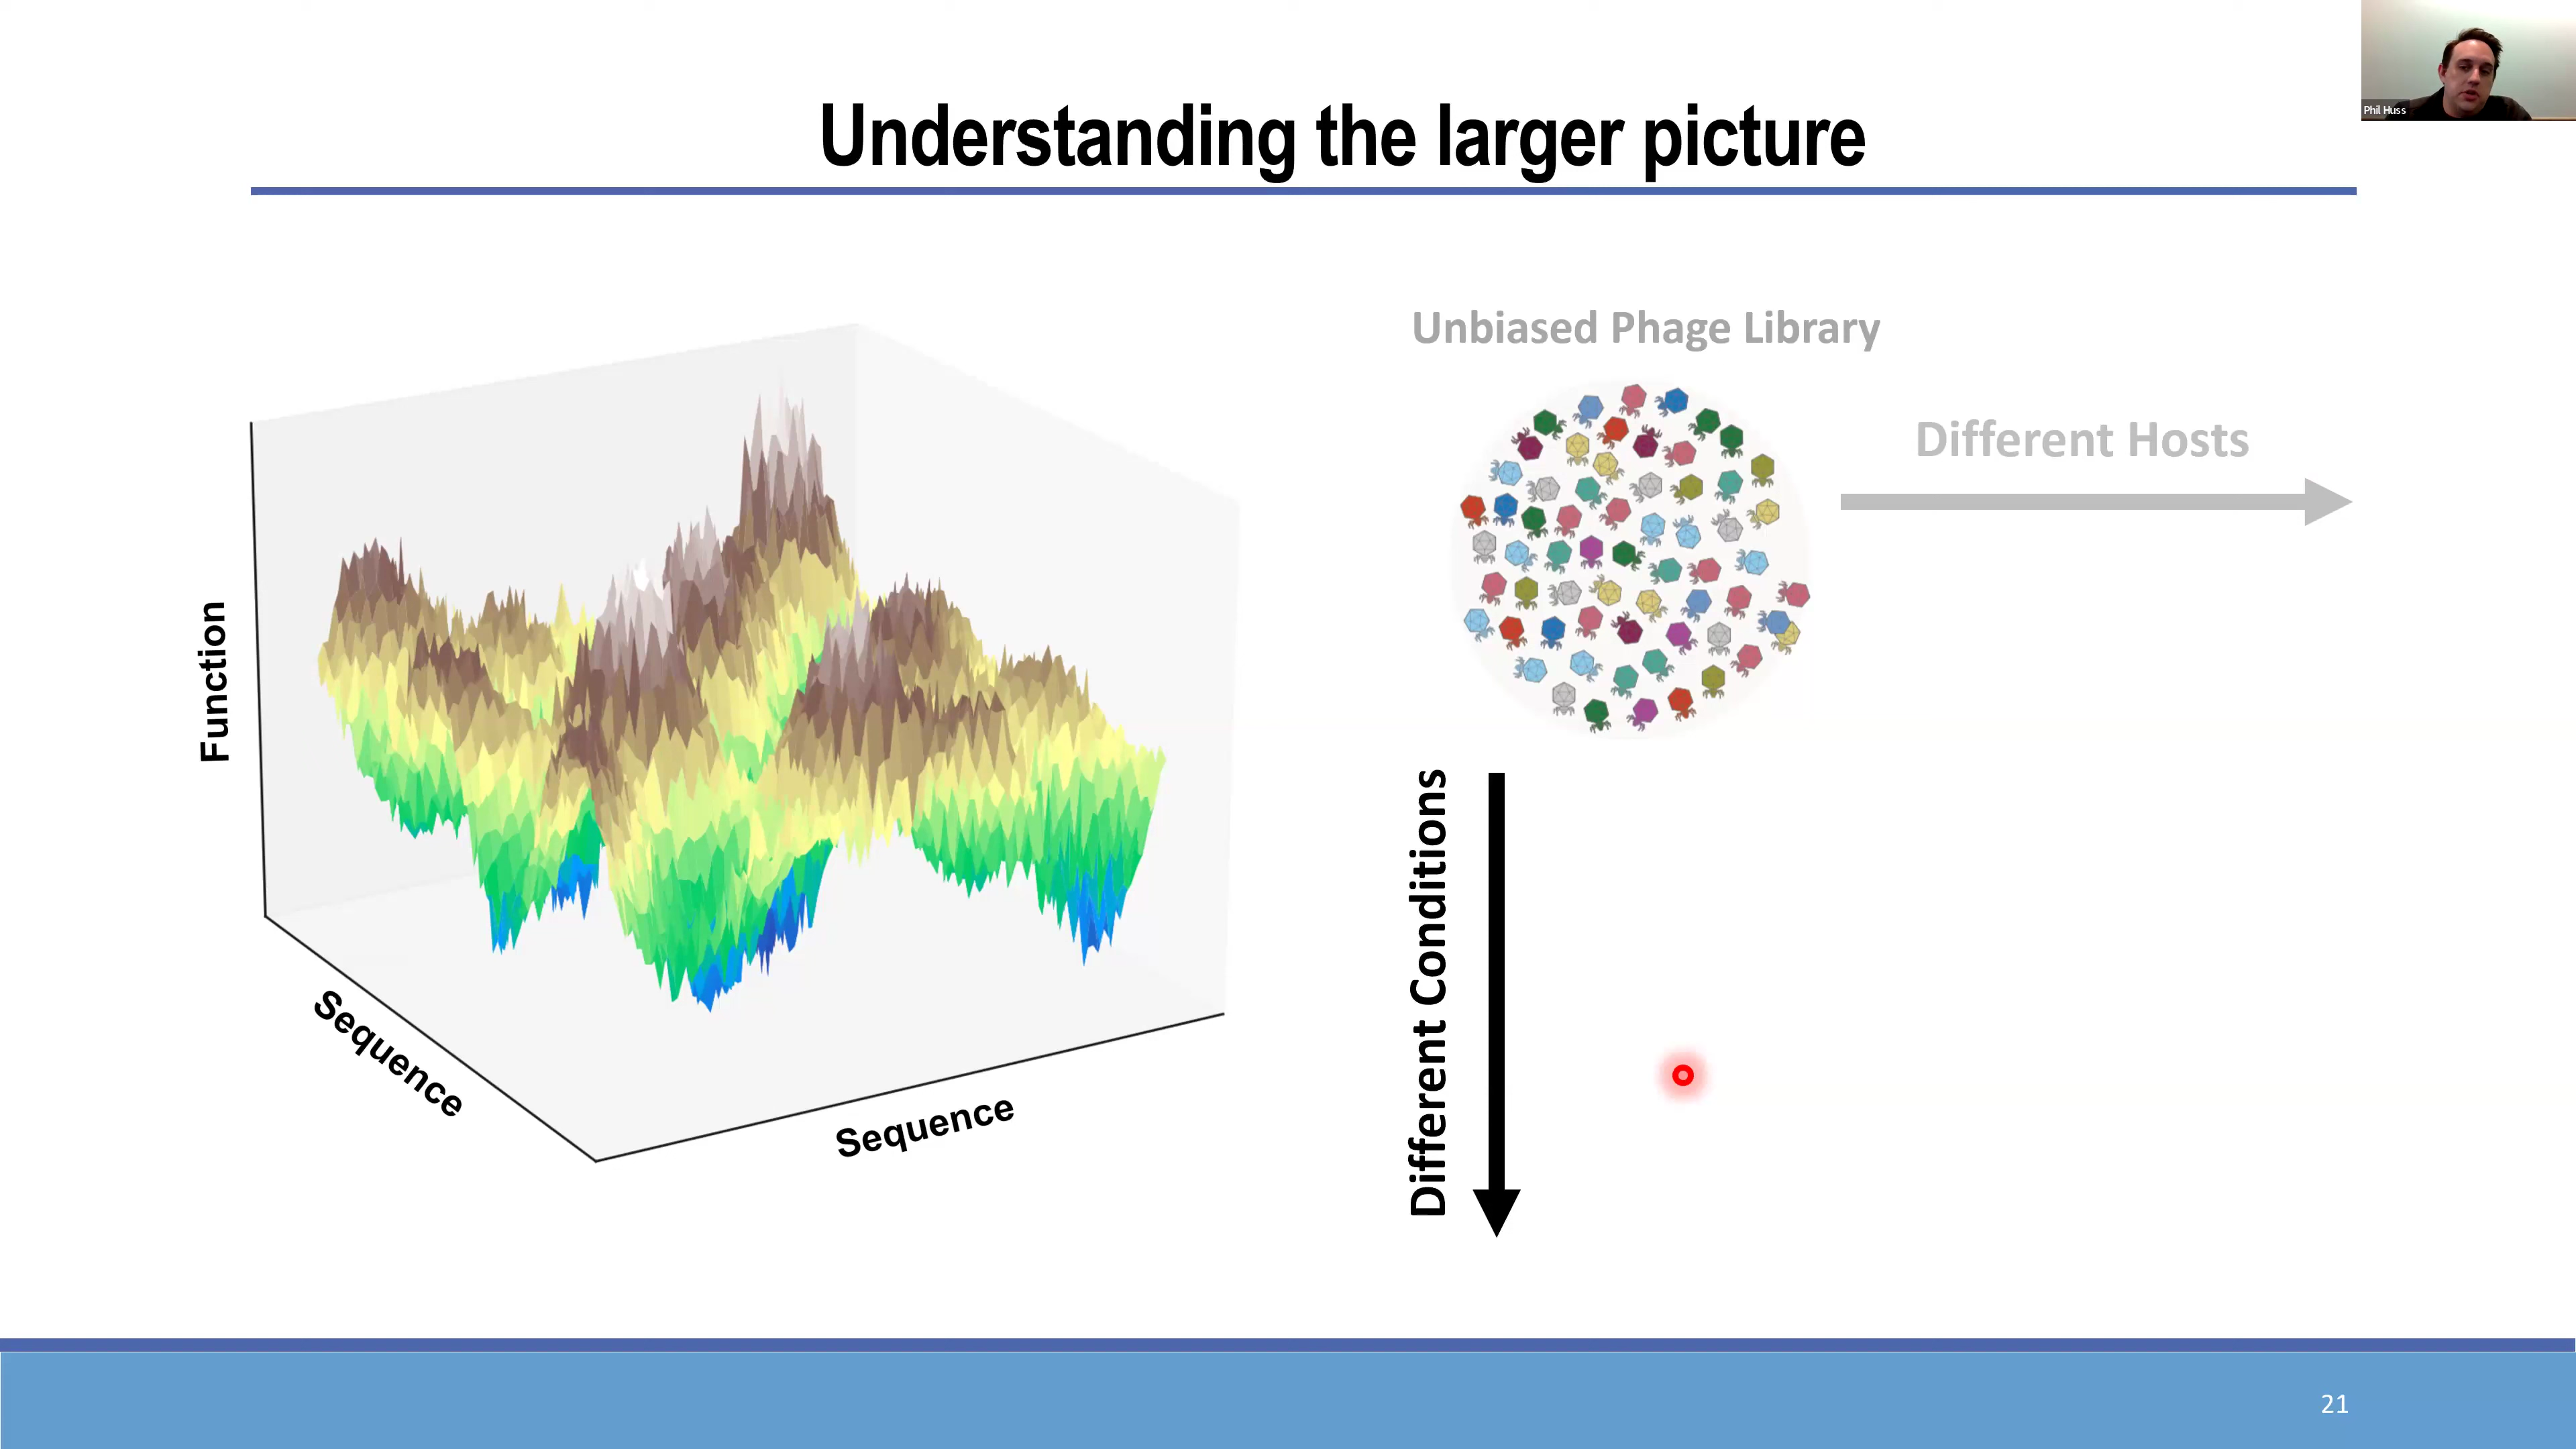 Understanding the larger picture
Phil Huss
Unbiased Phage Library
Different Hosts
Function
Different Conditions
Sequence
Sequence
21